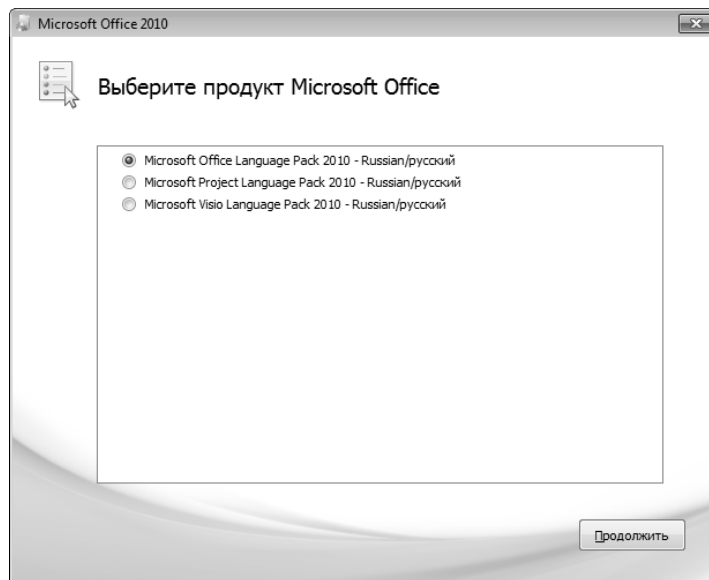 Microsoft Office 2010
Выберите продукт Microsoft Office
Microsoft Office Language Pack 2010 - Russian/русский
Microsoft Project Language Pack 2010 - Russian/русский
Microsoft Visio Language Pack 2010 - Russian/русский
Продолжить